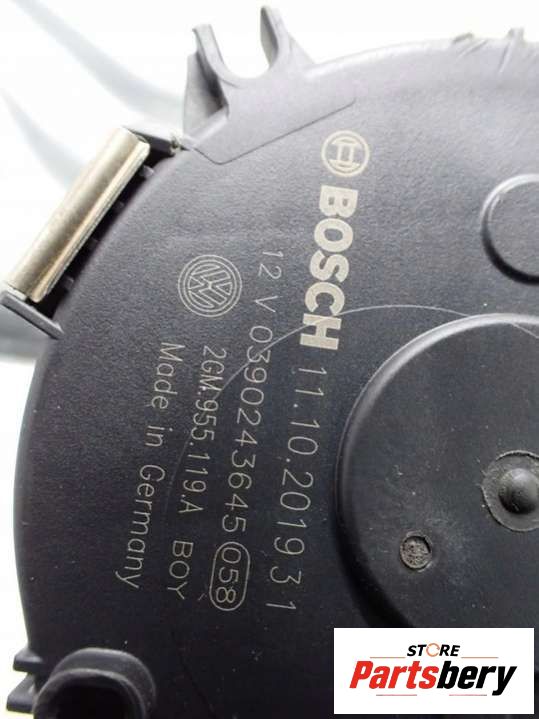 BOSCH 11.10.2019 31
12 V 0390243645 058
2GM.955.119.A BOY
Made in Germany
STORE
Partsbery